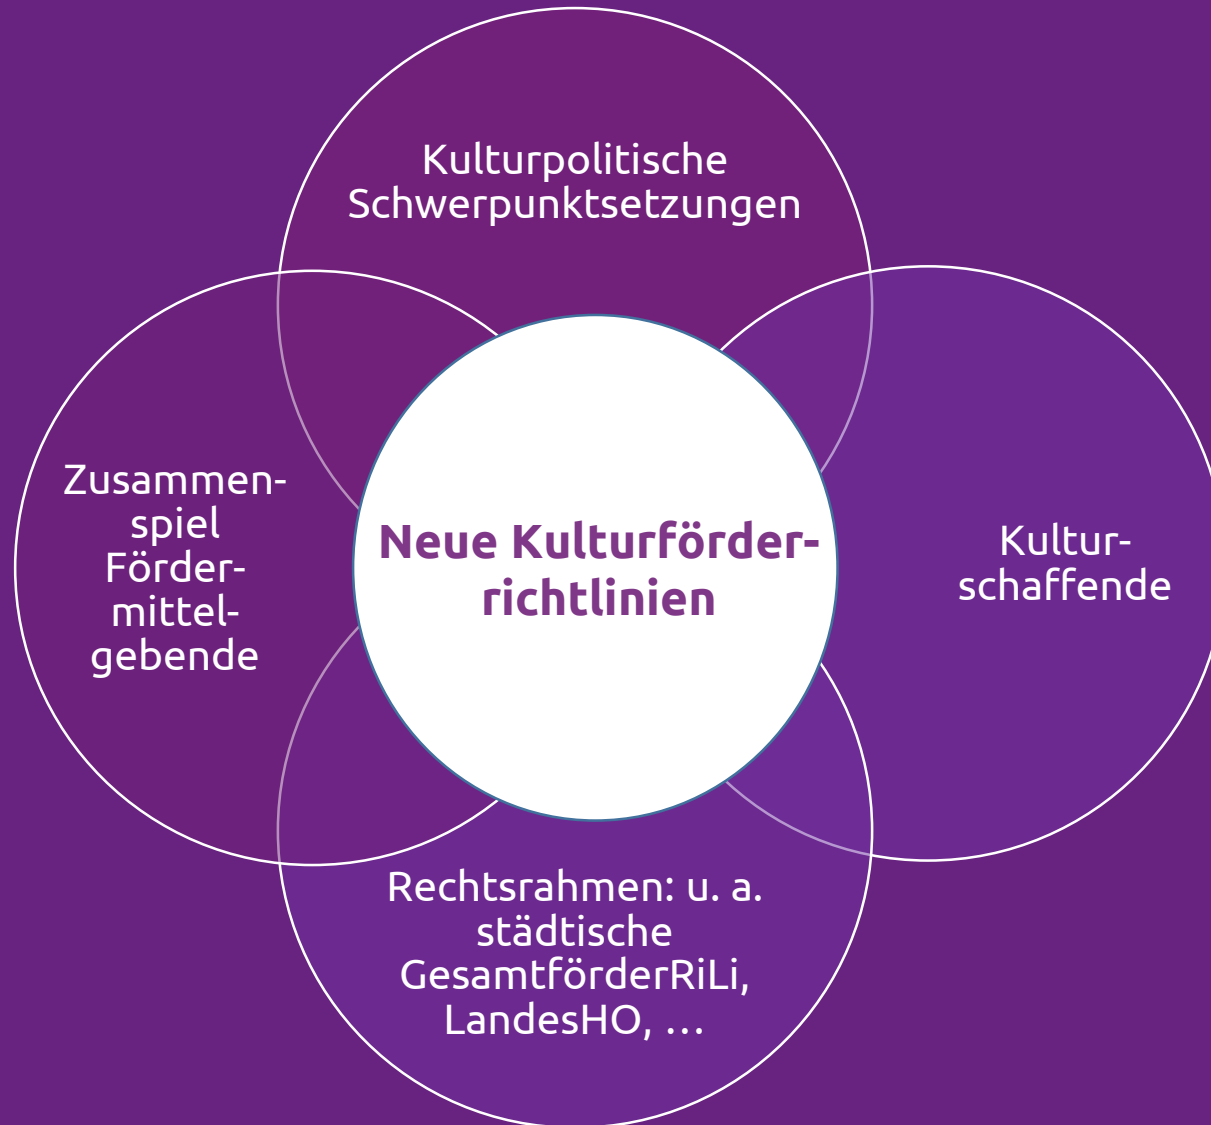 Kulturpolitische
Schwerpunktsetzungen
Zusammen-
spiel
Förder-
mittel-
gebende
Neue Kulturförder-
richtlinien
Kultur-
schaffende
Rechtsrahmen: u. a.
städtische
GesamtförderRiLi,
LandesHO, …